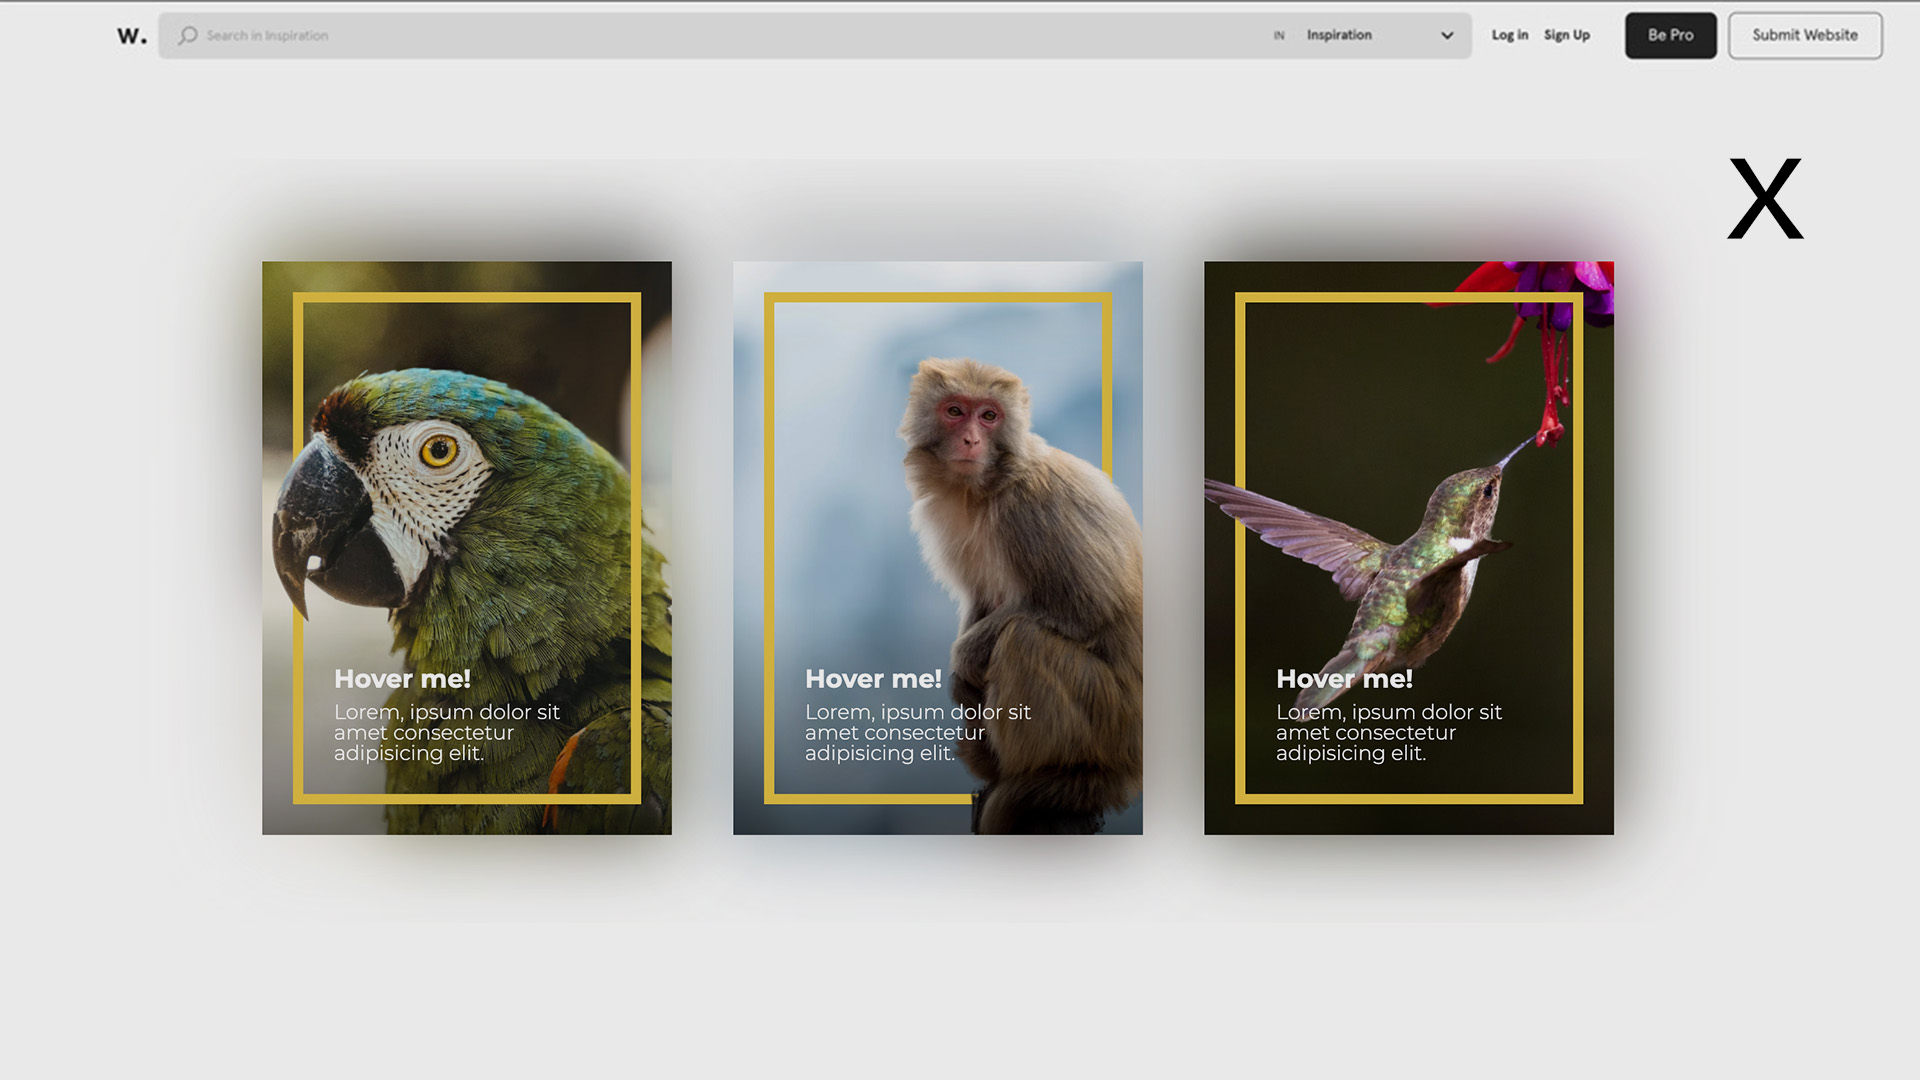 W. Search in Inspiration IN Inspiration Log in Sign Up Be Pro Submit Website
X
Hover me!
Lorem, ipsum dolor sit
amet consectetur
adipisicing elit.
Hover me!
Lorem, ipsum dolor sit
amet consectetur
adipisicing elit.
Hover me!
Lorem, ipsum dolor sit
amet consectetur
adipisicing elit.